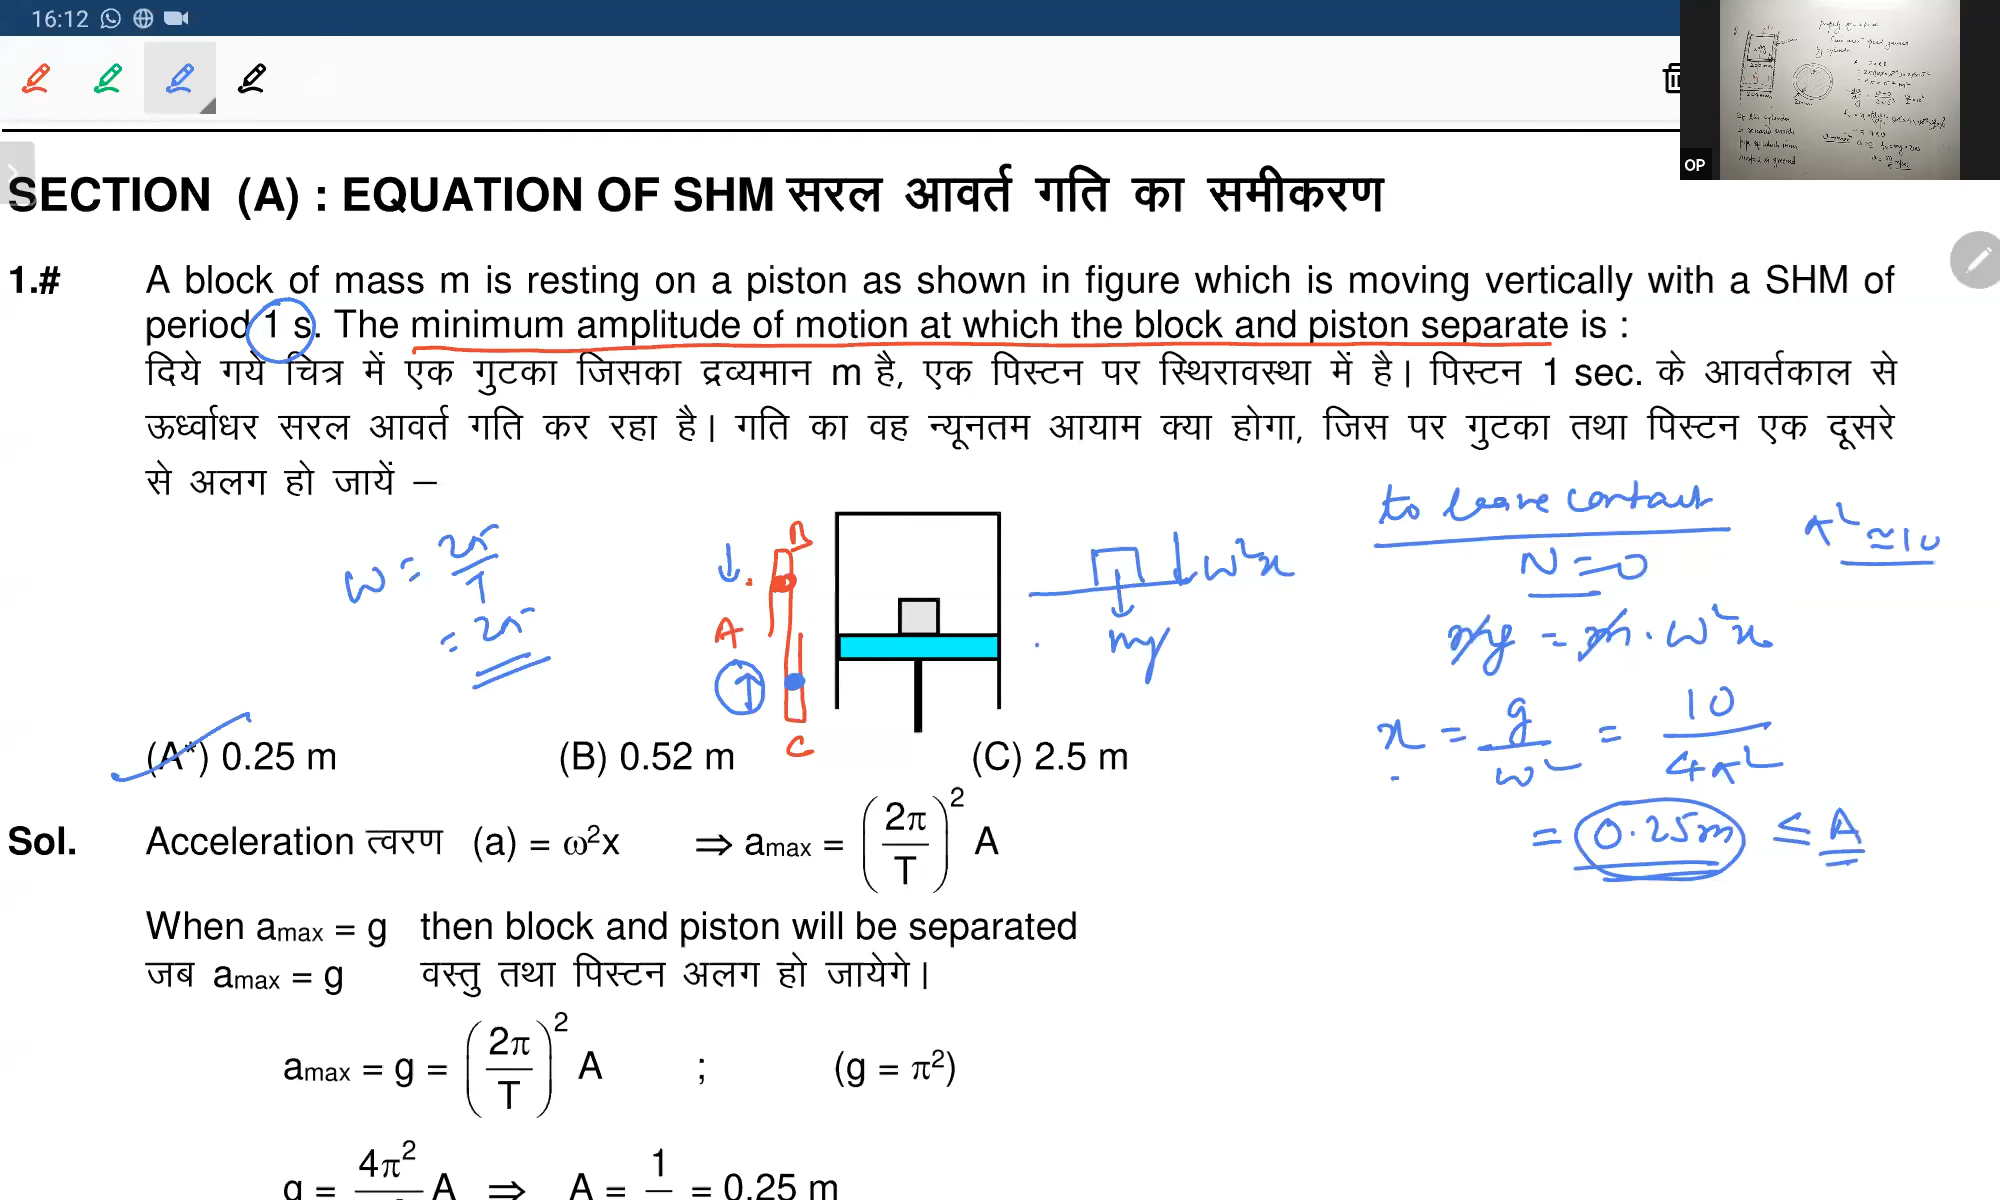 16:12
OP
SECTION (A) : EQUATION OF SHM सरल आवर्त गति का समीकरण
1.# A block of mass m is resting on a piston as shown in figure which is moving vertically with a SHM of
period 1 s. The minimum amplitude of motion at which the block and piston separate is :
दिये गये चित्र में एक गुटका जिसका द्रव्यमान m है, एक पिस्टन पर स्थिरावस्था में है। पिस्टन 1 sec. के आवर्तकाल से
ऊर्ध्वाधर सरल आवर्त गति कर रहा है। गति का वह न्यूनतम आयाम क्या होगा, जिस पर गुटका तथा पिस्टन एक दूसरे
से अलग हो जायें –
ω = 2π/T
= 2π
B
A
C
ω²x
mg
to leave contact
N=0
π² ≃10
mg = m.ω²x
x = g/ω² = 10/4π²
= 0.25m ≤ A
(A*) 0.25 m (B) 0.52 m (C) 2.5 m
Sol. Acceleration त्वरण (a) = ω²x ⇒ amax = (2π/T)² A
When amax = g then block and piston will be separated
जब amax = g वस्तु तथा पिस्टन अलग हो जायेगे।
amax = g = (2π/T)² A ; (g = π²)
g = 4π² A ⇒ A = 1 = 0.25 m